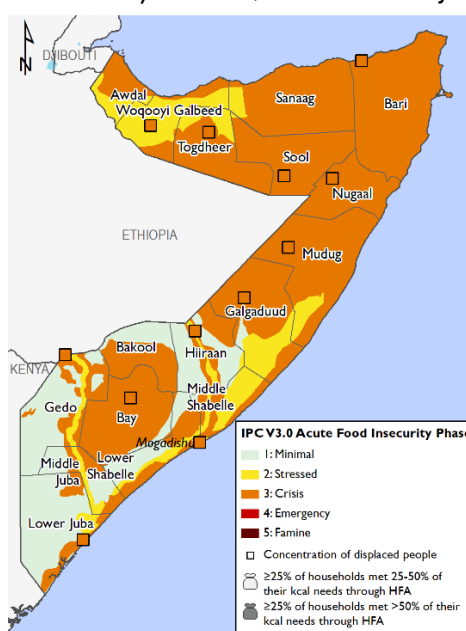 N
DJIBOUTI
Awdal
Woqooyi Galbeed
Togdheer
Sanaag
Bari
Sool
Nugaal
ETHIOPIA
Mudug
Galgaduud
KENYA
Bakool
Hiiraan
Gedo
Bay
Middle
Shabelle
Mogadishu
Middle
Juba
Lower
Shabelle
Lower Juba
IPC V3.0 Acute Food Insecurity Phase
1: Minimal
2: Stressed
3: Crisis
4: Emergency
5: Famine
Concentration of displaced people
≥25% of households met 25-50% of
their kcal needs through HFA
≥25% of households met >50% of their
kcal needs through HFA